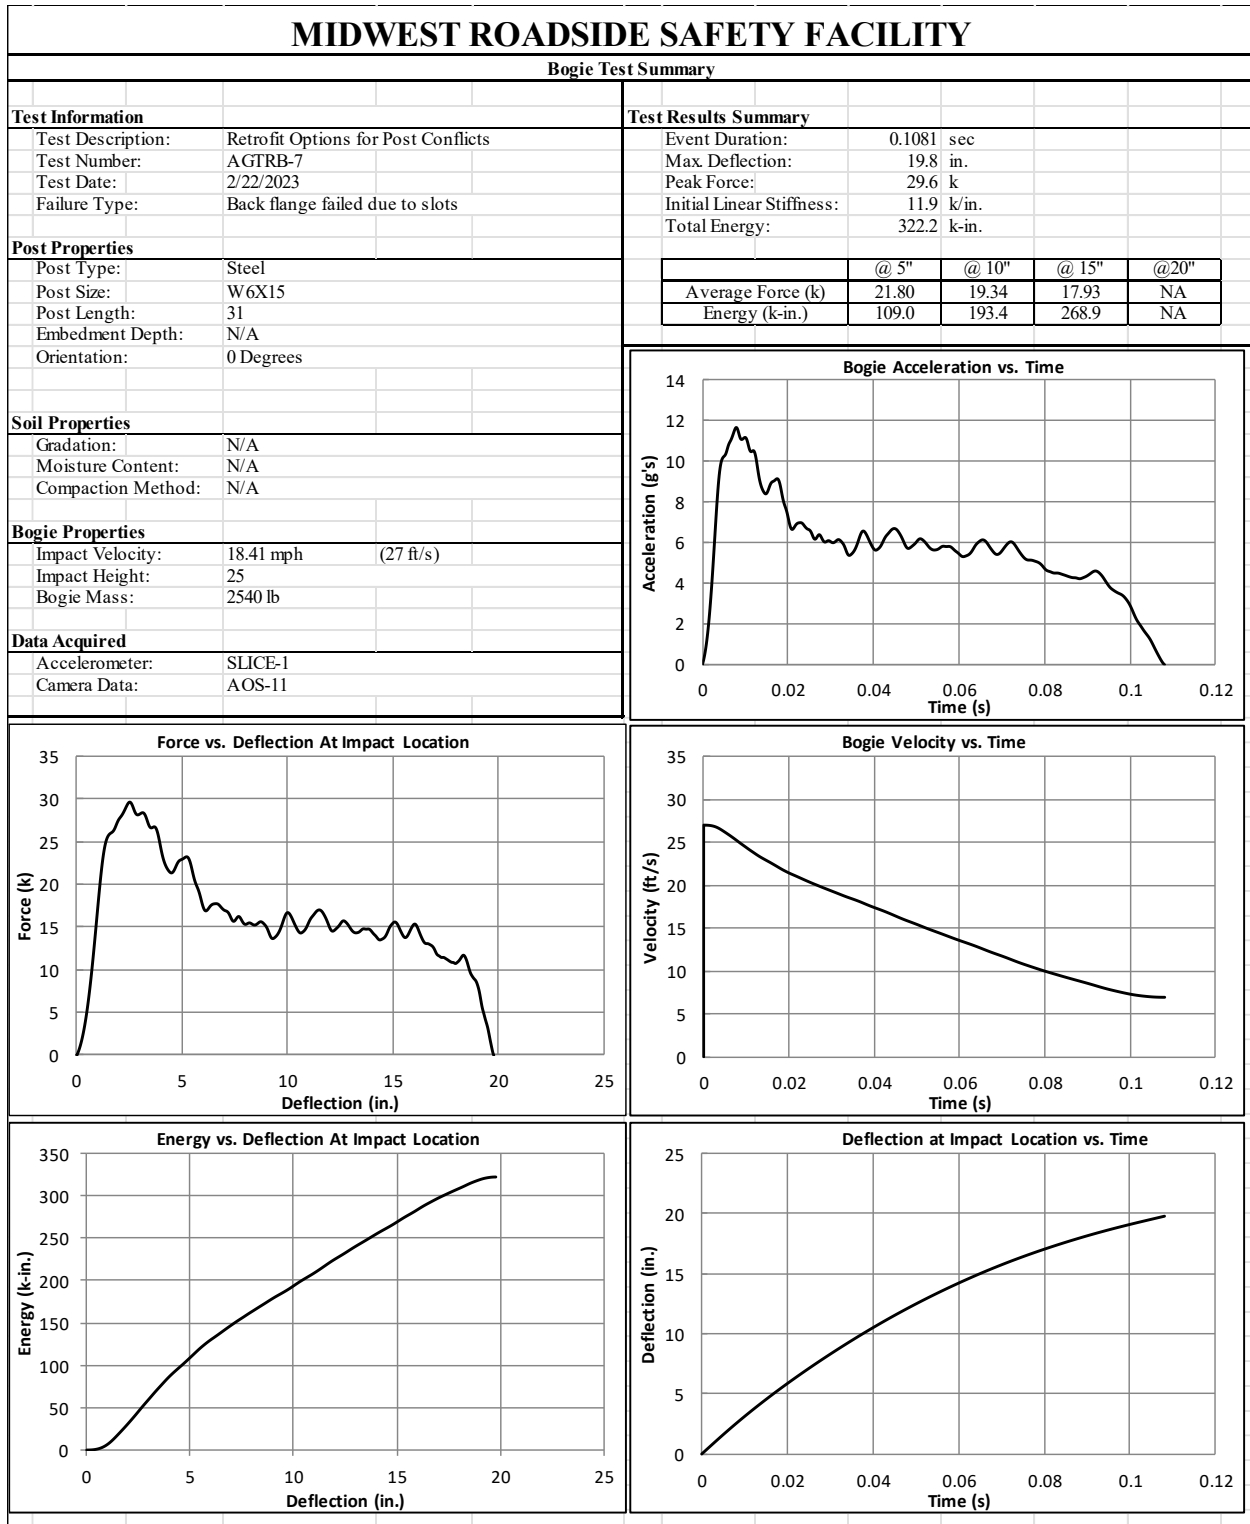 MIDWEST ROADSIDE SAFETY FACILITY
Bogie Test Summary
Test Information
Test Description: Retrofit Options for Post Conflicts
Test Number: AGTRB-7
Test Date: 2/22/2023
Failure Type: Back flange failed due to slots
Post Properties
Post Type: Steel
Post Size: W6X15
Post Length: 31
Embedment Depth: N/A
Orientation: 0 Degrees
Soil Properties
Gradation: N/A
Moisture Content: N/A
Compaction Method: N/A
Bogie Properties
Impact Velocity: 18.41 mph (27 ft/s)
Impact Height: 25
Bogie Mass: 2540 lb
Data Acquired
Accelerometer: SLICE-1
Camera Data: AOS-11
Test Results Summary
Event Duration: 0.1081 sec
Max. Deflection: 19.8 in.
Peak Force: 29.6 k
Initial Linear Stiffness: 11.9 k/in.
Total Energy: 322.2 k-in.
@ 5" @ 10" @ 15" @20"
Average Force (k) 21.80 19.34 17.93 NA
Energy (k-in.) 109.0 193.4 268.9 NA
Bogie Acceleration vs. Time
Acceleration (g's)
14
12
10
8
6
4
2
0
0 0.02 0.04 0.06 0.08 0.1 0.12
Time (s)
Force vs. Deflection At Impact Location
Force (k)
35
30
25
20
15
10
5
0
0 5 10 15 20 25
Deflection (in.)
Bogie Velocity vs. Time
Velocity (ft/s)
35
30
25
20
15
10
5
0
0 0.02 0.04 0.06 0.08 0.1 0.12
Time (s)
Energy vs. Deflection At Impact Location
Energy (k-in.)
350
300
250
200
150
100
50
0
0 5 10 15 20 25
Deflection (in.)
Deflection at Impact Location vs. Time
Deflection (in.)
25
20
15
10
5
0
0 0.02 0.04 0.06 0.08 0.1 0.12
Time (s)